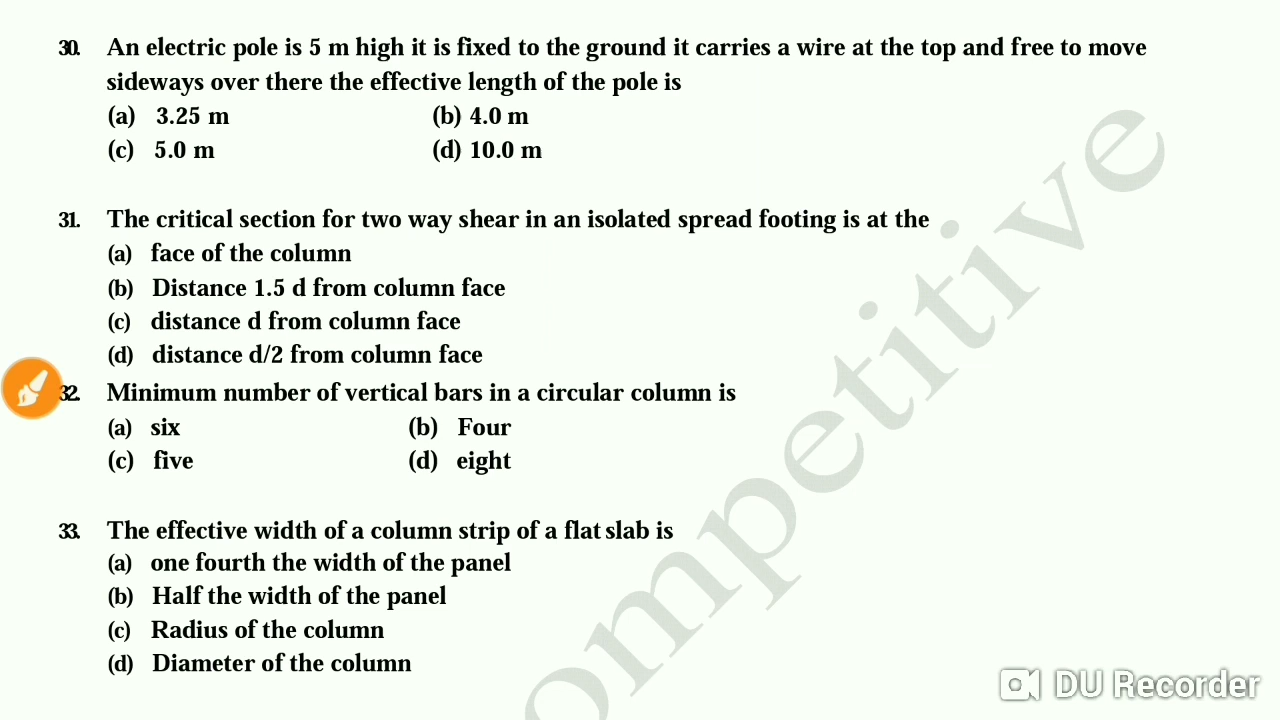 30. An electric pole is 5 m high it is fixed to the ground it carries a wire at the top and free to move
sideways over there the effective length of the pole is
(a) 3.25 m (b) 4.0 m
(c) 5.0 m (d) 10.0 m
31. The critical section for two way shear in an isolated spread footing is at the
(a) face of the column
(b) Distance 1.5 d from column face
(c) distance d from column face
(d) distance d/2 from column face
32. Minimum number of vertical bars in a circular column is
(a) six (b) Four
(c) five (d) eight
33. The effective width of a column strip of a flat slab is
(a) one fourth the width of the panel
(b) Half the width of the panel
(c) Radius of the column
(d) Diameter of the column
ompetitive
DU Recorder